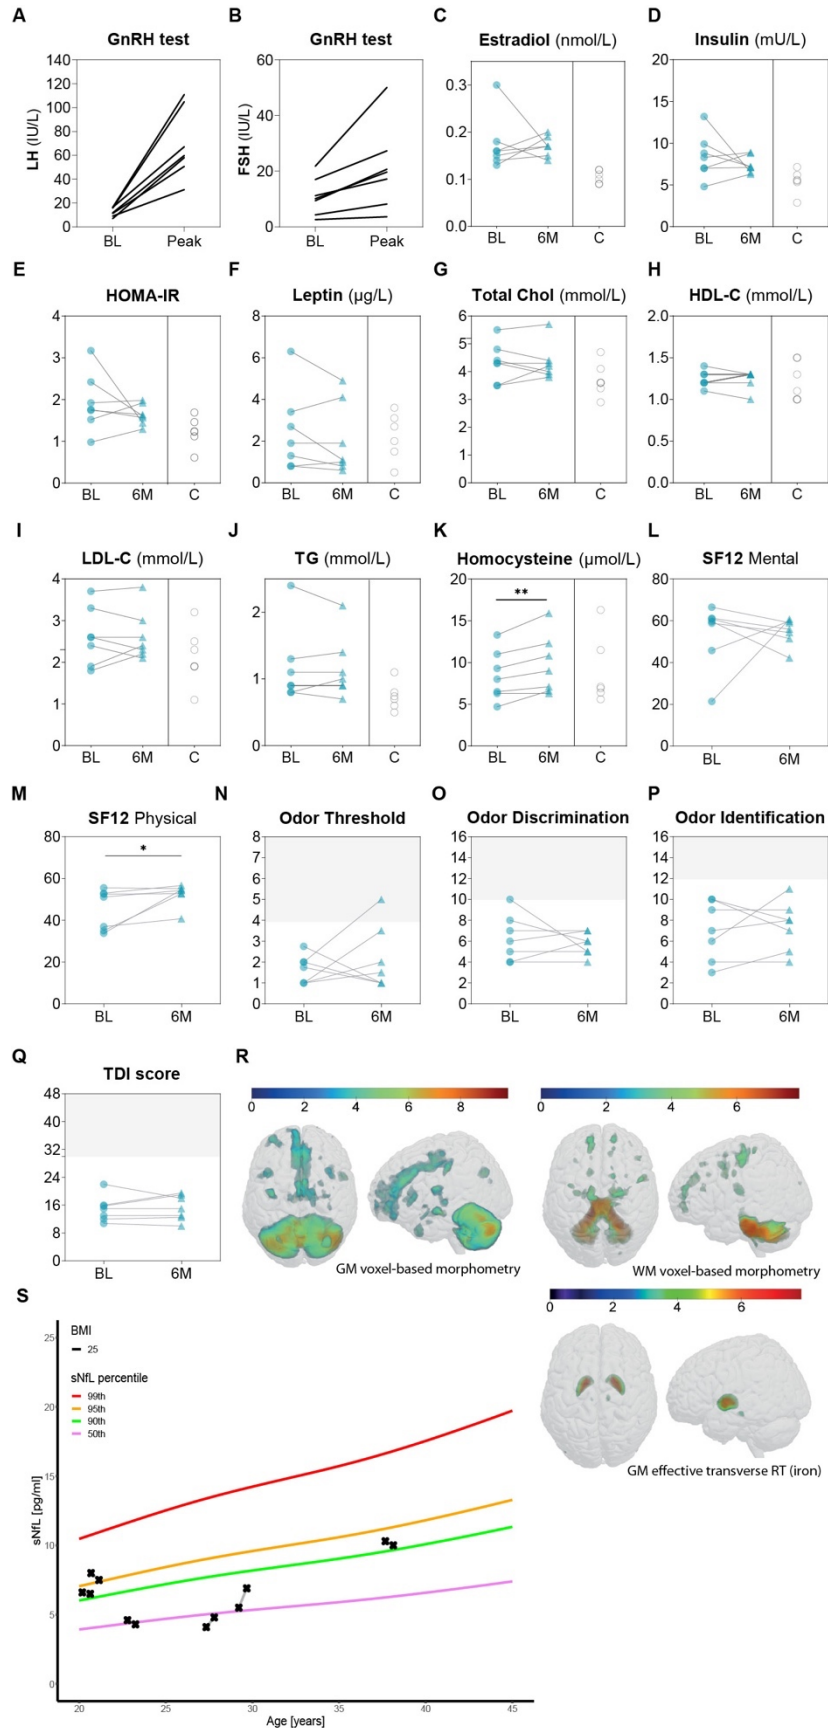 A B C D
GnRH test GnRH test Estradiol (nmol/L) Insulin (mU/L)
LH (IU/L)
140
120
100
80
60
40
20
0
BL Peak
FSH (IU/L)
60
40
20
0
BL Peak
0.3
0.2
0.1
0.0
BL 6M C
20
15
10
5
0
BL 6M C
E F G H
HOMA-IR Leptin (µg/L) Total Chol (mmol/L) HDL-C (mmol/L)
4
3
2
1
0
BL 6M C
8
6
4
2
0
BL 6M C
6
5
4
3
2
1
0
BL 6M C
2.0
1.5
1.0
0.5
0.0
BL 6M C
I J K L
LDL-C (mmol/L) TG (mmol/L) Homocysteine (µmol/L) SF12 Mental
4
3
2
1
0
BL 6M C
2
1
0
BL 6M C
20
15
10
5
0
**
BL 6M C
80
60
40
20
0
BL 6M
M N O P
SF12 Physical Odor Threshold Odor Discrimination Odor Identification
80
60
40
20
0
*
BL 6M
8
7
6
5
4
3
2
1
0
BL 6M
16
14
12
10
8
6
4
2
0
BL 6M
16
14
12
10
8
6
4
2
0
BL 6M
Q R
TDI score
48
40
32
24
16
8
0
BL 6M
0 2 4 6 8
GM voxel-based morphometry
0 2 4 6
WM voxel-based morphometry
0 2 4 6
GM effective transverse RT (iron)
S
BMI
25
sNfL percentile
99th
95th
90th
50th
sNfL [pg/ml]
25
20
15
10
5
0
20 25 30 35 40 45
Age [years]